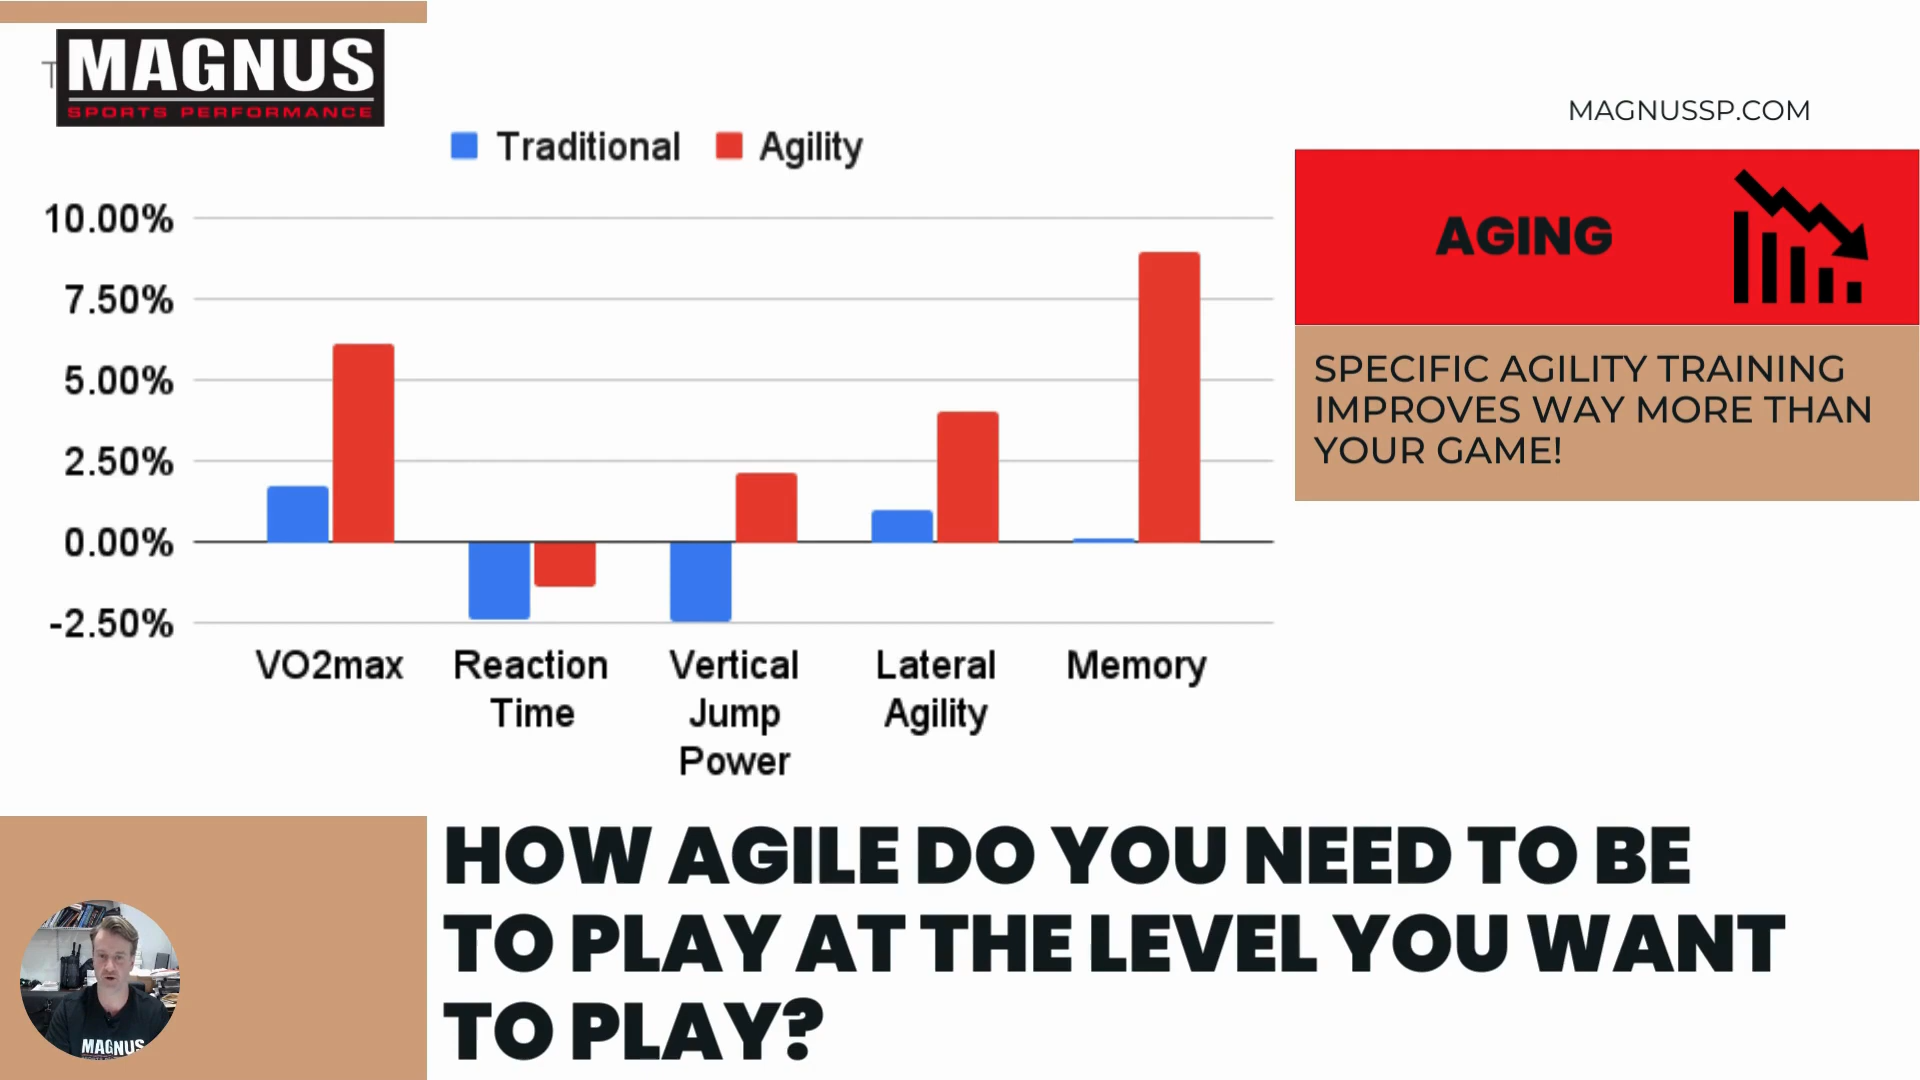 MAGNUS
SPORTS PERFORMANCE
MAGNUSSP.COM
Traditional Agility
10.00%
7.50%
5.00%
2.50%
0.00%
-2.50%
VO2max
Reaction
Time
Vertical
Jump
Power
Lateral
Agility
Memory
AGING
SPECIFIC AGILITY TRAINING
IMPROVES WAY MORE THAN
YOUR GAME!
HOW AGILE DO YOU NEED TO BE
TO PLAY AT THE LEVEL YOU WANT
TO PLAY?
MAGNUS